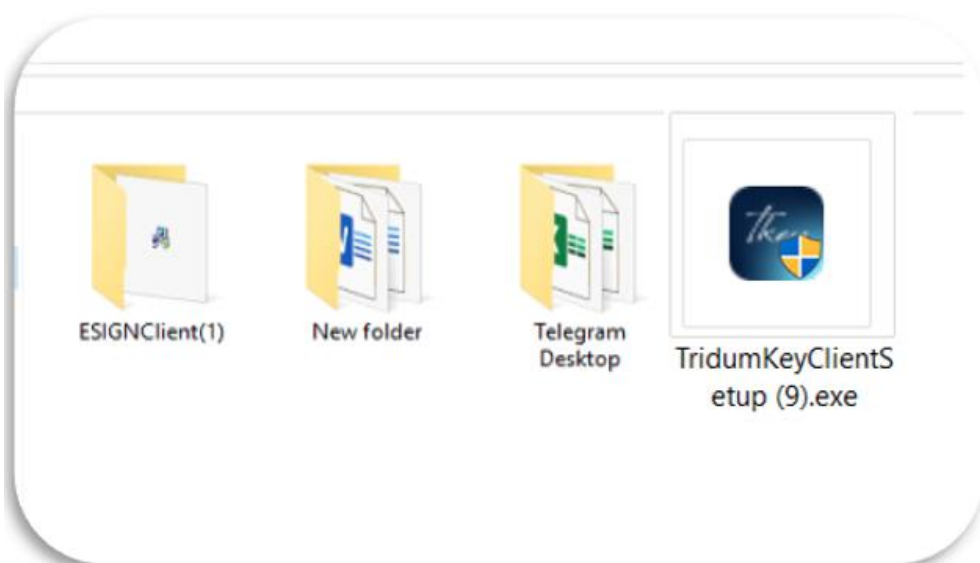 ESIGNClient(1)
New folder
Telegram
Desktop
TridumKeyClientS
etup (9).exe